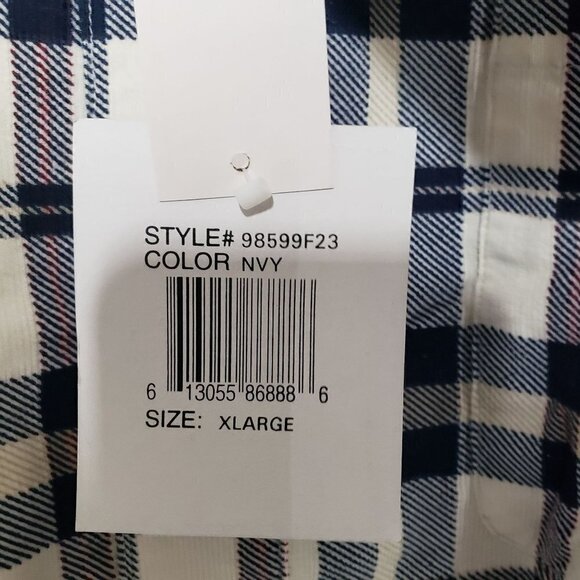 STYLE# 98599F23
COLOR NVY
6 13055 86888 6
SIZE: XLARGE